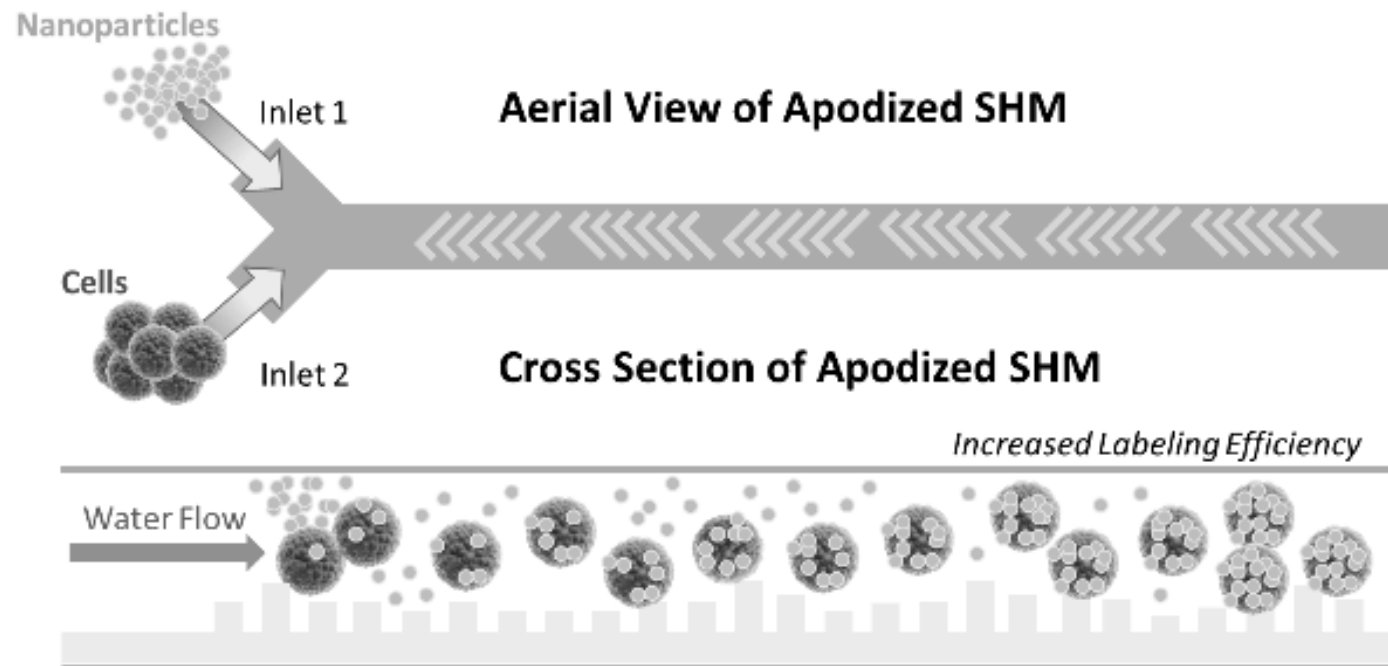 Nanoparticles
Inlet 1
Aerial View of Apodized SHM
Cells
Inlet 2
Cross Section of Apodized SHM
Increased Labeling Efficiency
Water Flow